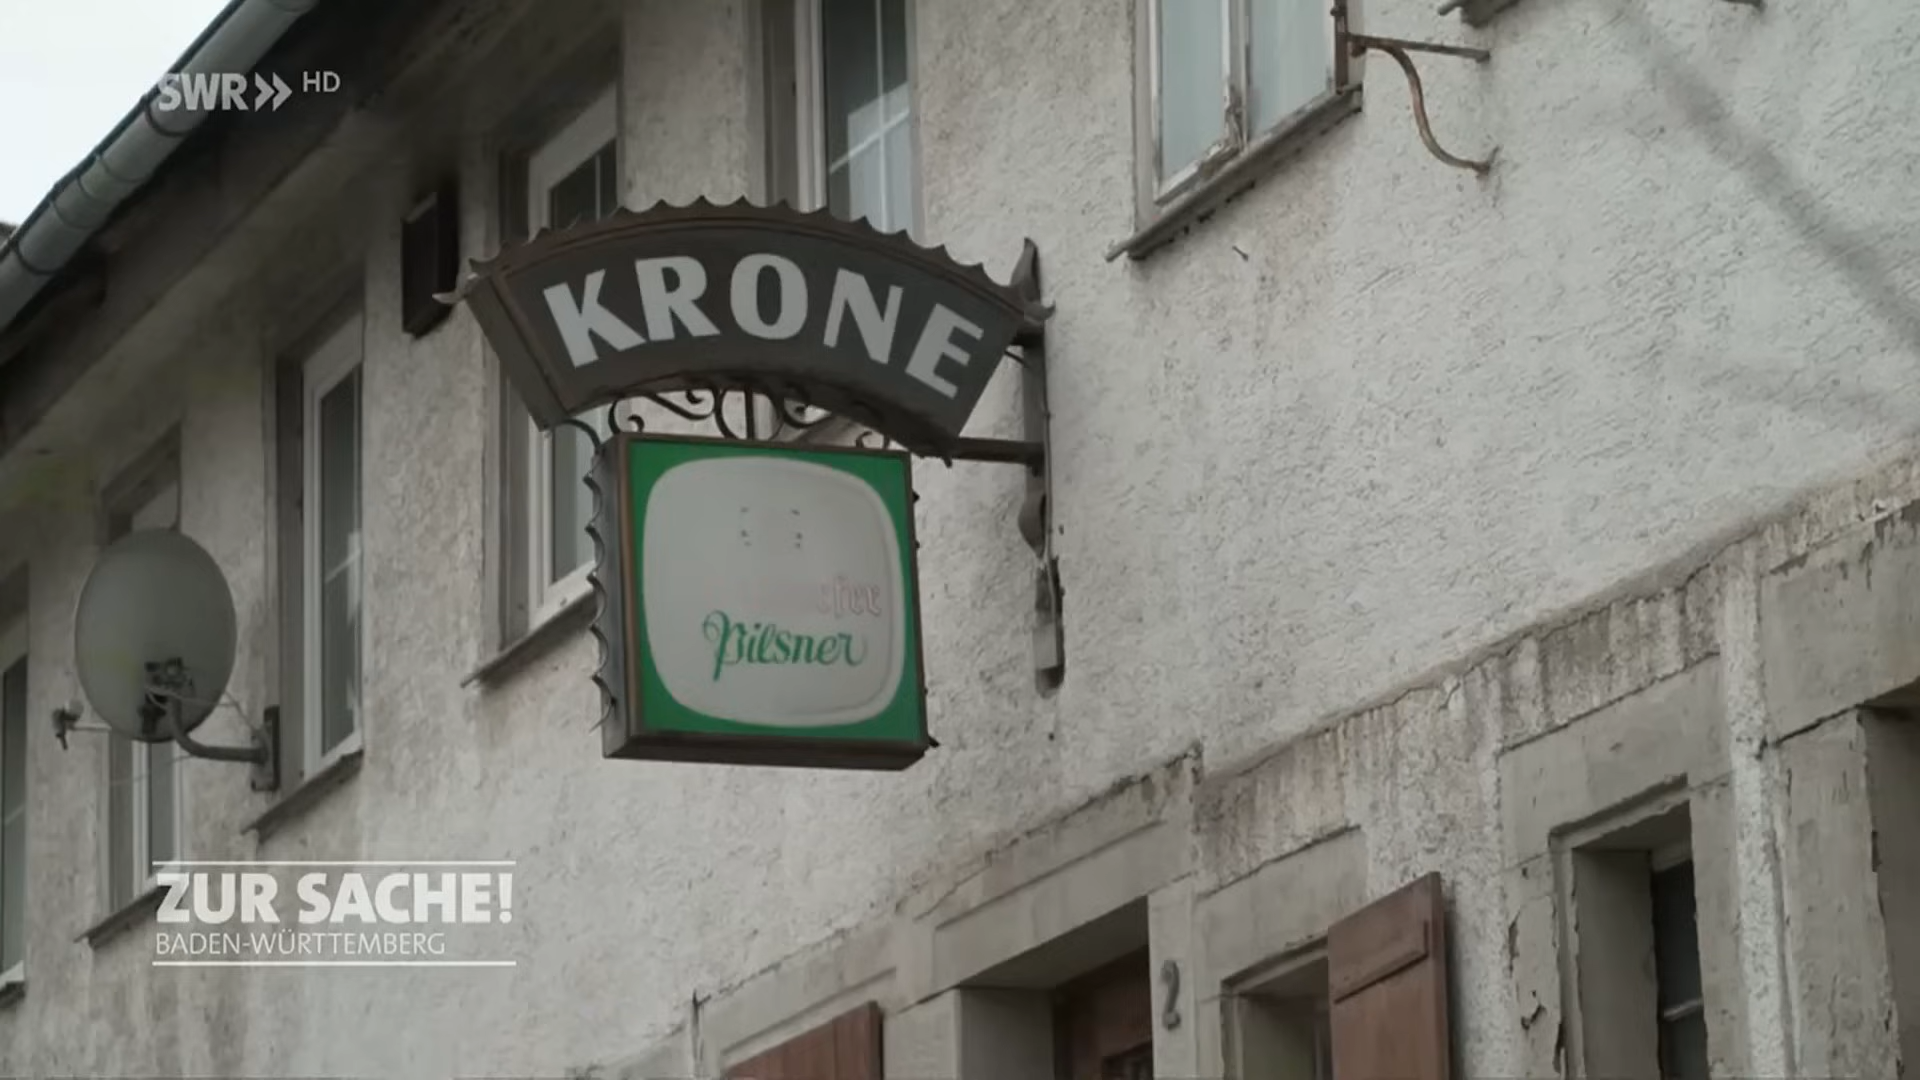 SWR» HD
KRONE
Pilsner
ZUR SACHE!
BADEN-WÜRTTEMBERG
2